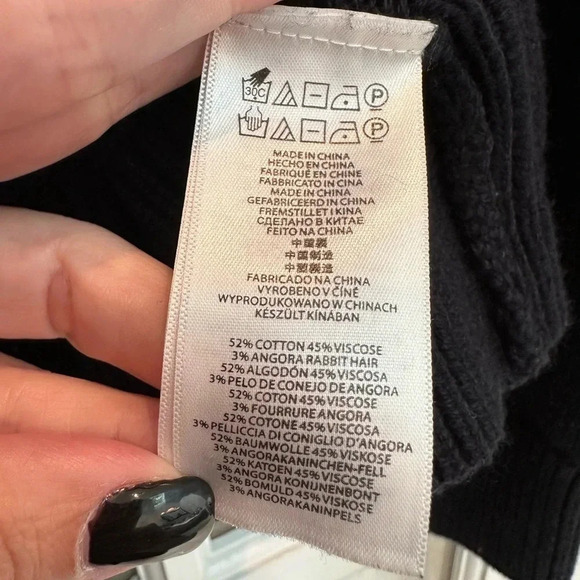 30C P
P
MADE IN CHINA
HECHO EN CHINA
FABRIQUÉ EN CHINE
FABBRICATO IN CINA
MADE IN CHINA
GEFABRICEERD IN CHINA
FREMSTILLET I KINA
СДЕЛАНО В КИТАЕ
FEITO NA CHINA
中国製
中国制造
中國製造
FABRICADO NA CHINA
VYROBENO V ČÍNĚ
WYPRODUKOWANO W CHINACH
KÉSZÜLT KÍNÁBAN
52% COTTON 45% VISCOSE
3% ANGORA RABBIT HAIR
52% ALGODÓN 45% VISCOSA
3% PELO DE CONEJO DE ANGORA
52% COTON 45% VISCOSE
3% FOURRURE ANGORA
52% COTONE 45% VISCOSA
3% PELLICCIA DI CONIGLIO D'ANGORA
52% BAUMWOLLE 45% VISKOSE
3% ANGORAKANINCHEN-FELL
52% KATOEN 45% VISCOSE
3% ANGORA KONIJNENBONT
52% BOMULD 45% VISKOSE
3% ANGORAKANINPELS